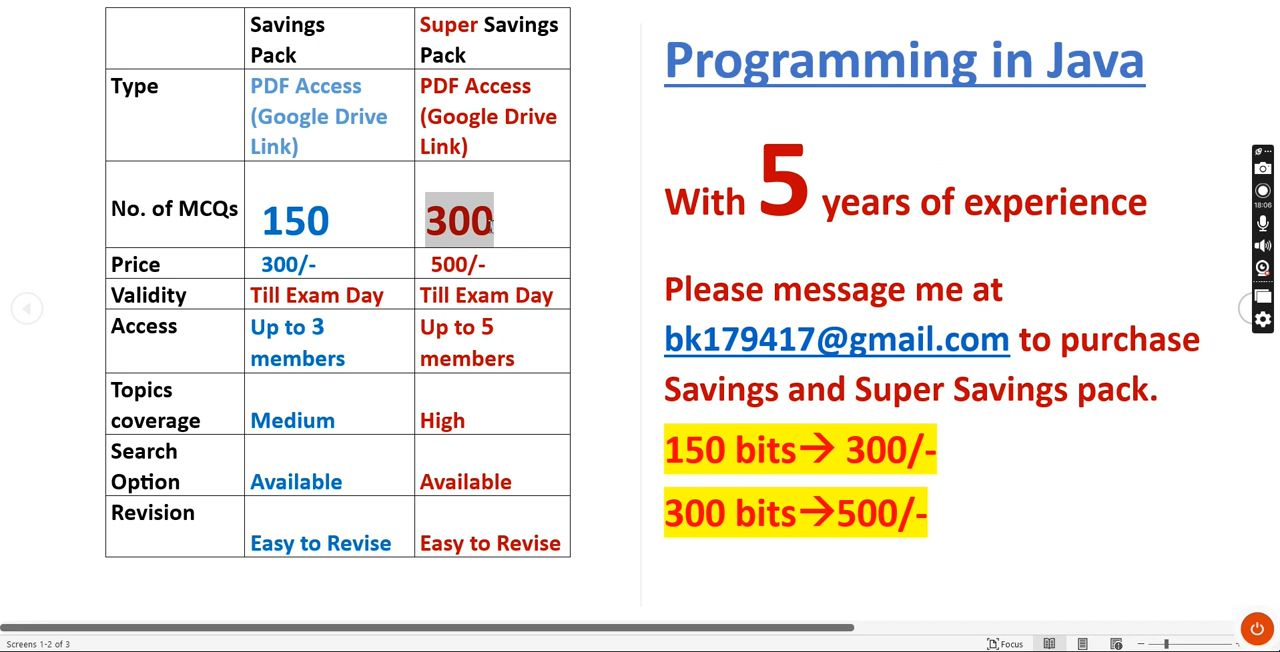 Savings Super Savings
Pack Pack
Type PDF Access PDF Access
(Google Drive (Google Drive
Link) Link)
No. of MCQs 150 300
Price 300/- 500/-
Validity Till Exam Day Till Exam Day
Access Up to 3 Up to 5
members members
Topics
coverage Medium High
Search
Option Available Available
Revision
Easy to Revise Easy to Revise
Programming in Java
With 5 years of experience
Please message me at
bk179417@gmail.com to purchase
Savings and Super Savings pack.
150 bits→ 300/-
300 bits→500/-
18:06
Screens 1-2 of 3
Focus